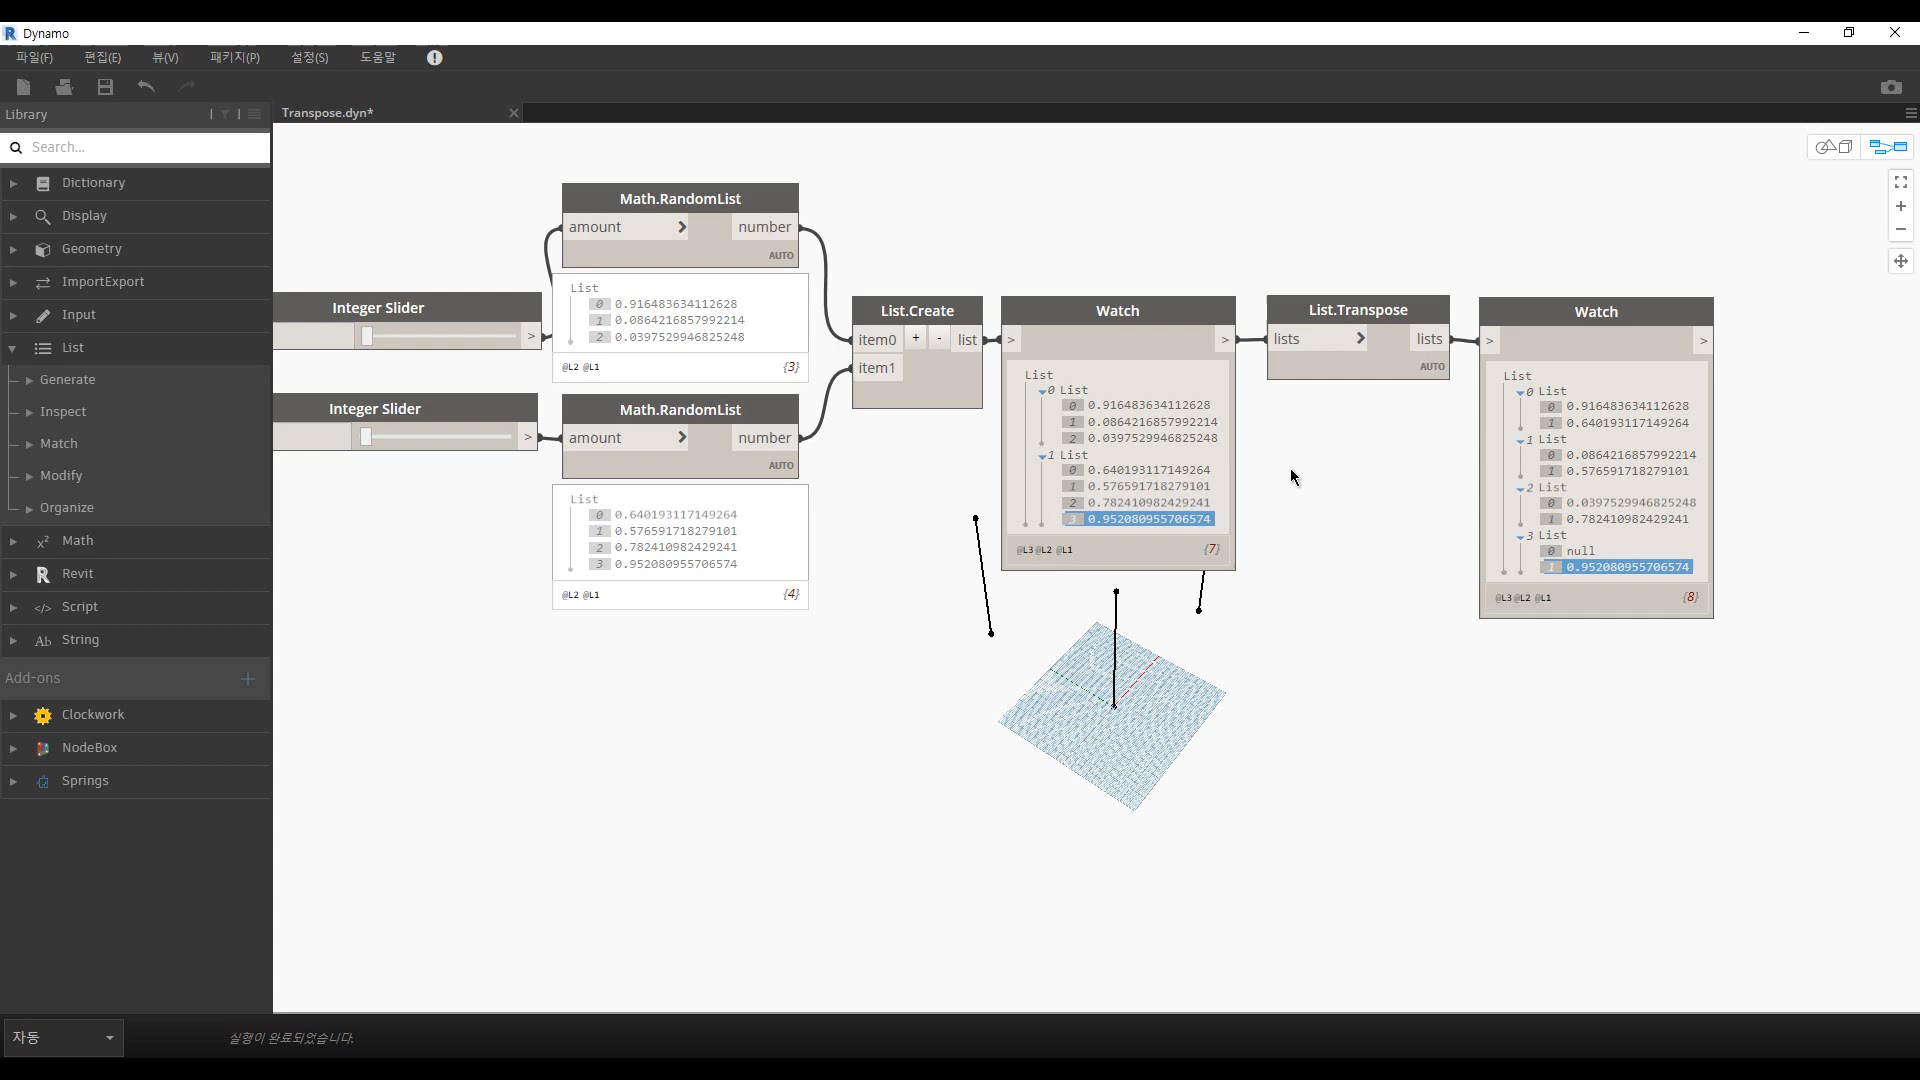 Dynamo
파일(F) 편집(E) 뷰(V) 패키지(P) 설정(S) 도움말
Library
Search...
Dictionary
Display
Geometry
ImportExport
Input
List
Generate
Inspect
Match
Modify
Organize
Math
Revit
Script
String
Add-ons
Clockwork
NodeBox
Springs
Transpose.dyn*
Integer Slider
>
Integer Slider
>
Math.RandomList
amount number
AUTO
List
0 0.916483634112628
1 0.0864216857992214
2 0.0397529946825248
@L2 @L1 {3}
Math.RandomList
amount number
AUTO
List
0 0.640193117149264
1 0.576591718279101
2 0.782410982429241
3 0.952080955706574
@L2 @L1 {4}
List.Create
item0 + - list
item1
Watch
> >
List
0 List
0 0.916483634112628
1 0.0864216857992214
2 0.0397529946825248
1 List
0 0.640193117149264
1 0.576591718279101
2 0.782410982429241
3 0.952080955706574
@L3 @L2 @L1 {7}
List.Transpose
lists lists
AUTO
Watch
> >
List
0 List
0 0.916483634112628
1 0.640193117149264
1 List
0 0.0864216857992214
1 0.576591718279101
2 List
0 0.0397529946825248
1 0.782410982429241
3 List
0 null
1 0.952080955706574
@L3 @L2 @L1 {8}
자동
실행이 완료되었습니다.